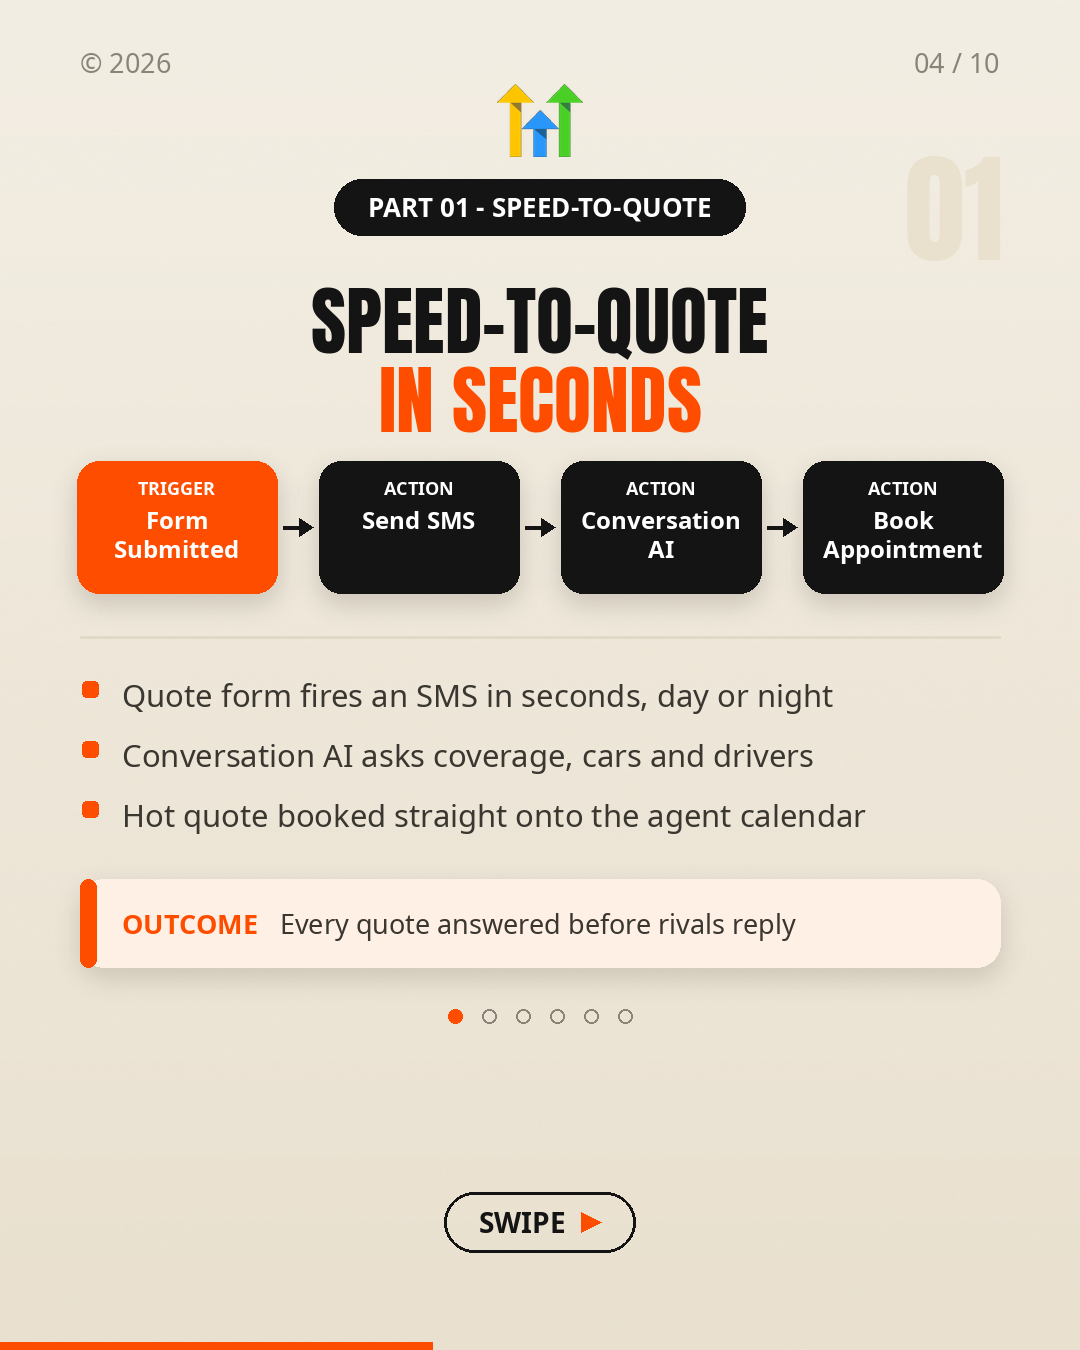 © 2026
04 / 10
PART 01 - SPEED-TO-QUOTE
01
SPEED-TO-QUOTE
IN SECONDS
TRIGGER
Form
Submitted
ACTION
Send SMS
ACTION
Conversation
AI
ACTION
Book
Appointment
Quote form fires an SMS in seconds, day or night
Conversation AI asks coverage, cars and drivers
Hot quote booked straight onto the agent calendar
OUTCOME Every quote answered before rivals reply
SWIPE